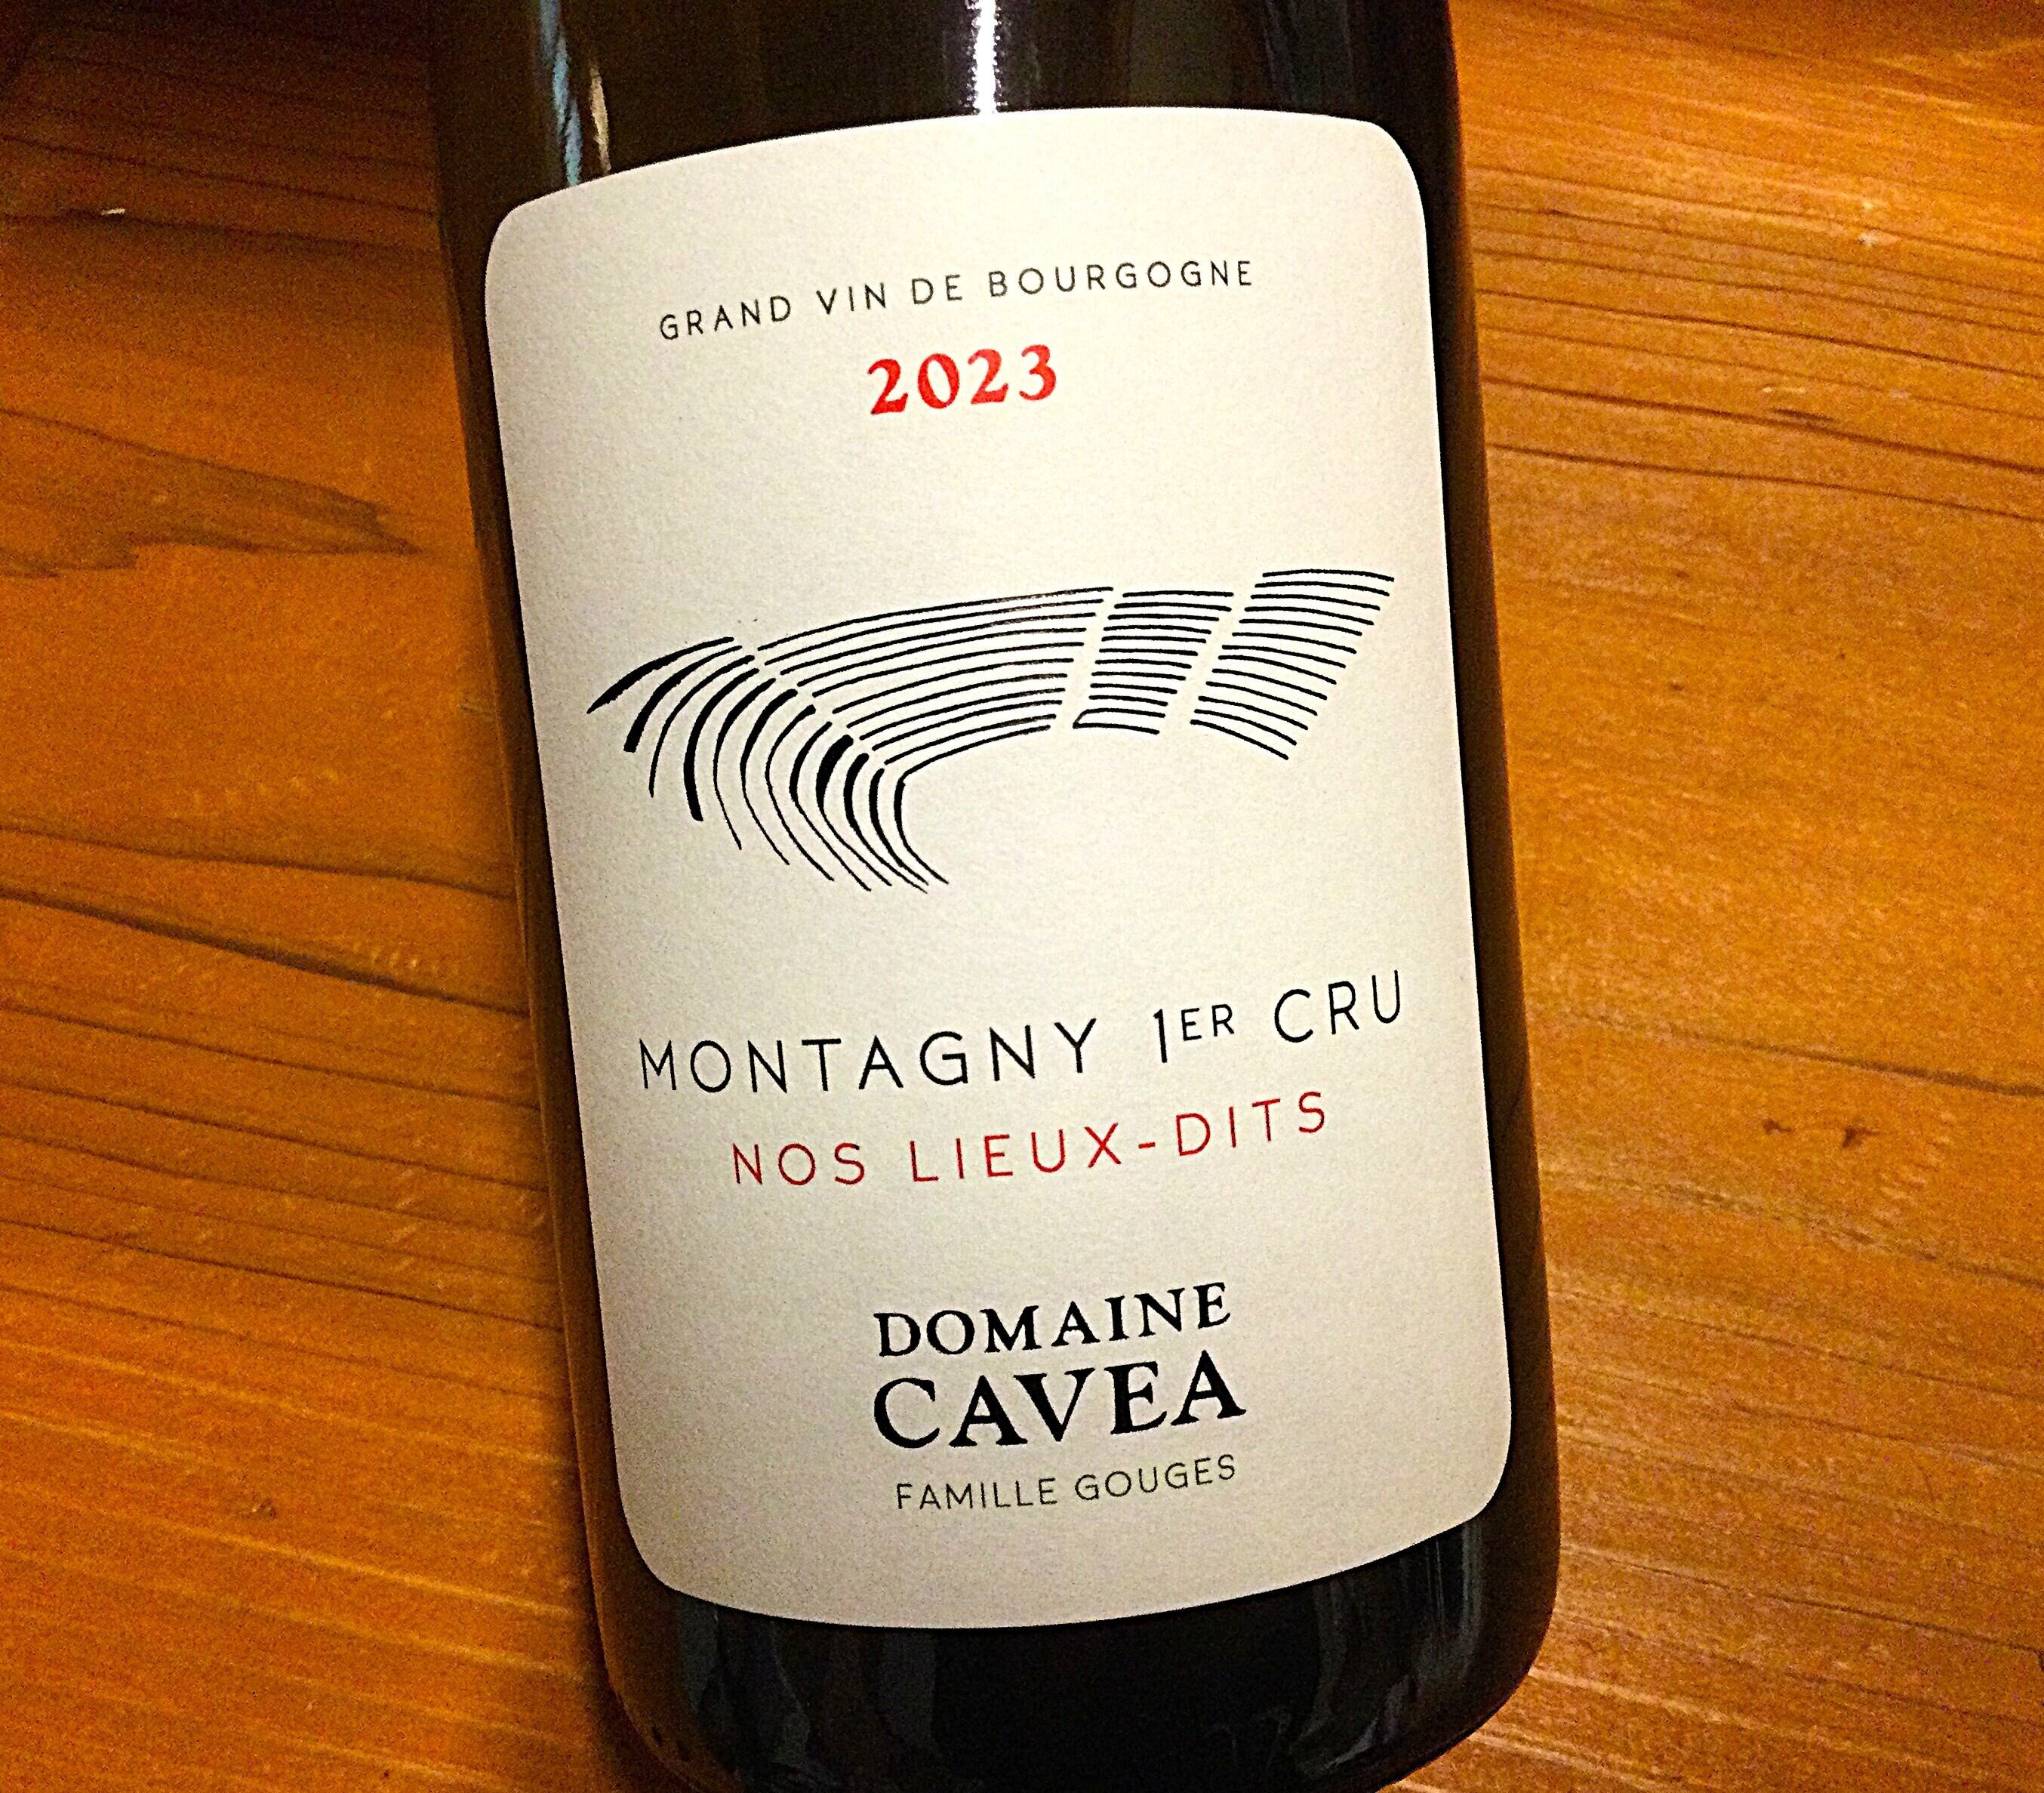 GRAND VIN DE BOURGOGNE
2023
MONTAGNY 1ER CRU
NOS LIEUX-DITS
DOMAINE
CAVEA
FAMILLE GOUGES